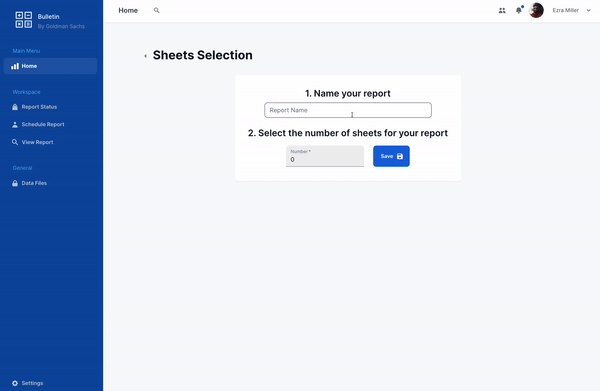 Bulletin
By Goldman Sachs
Main Menu
Home
Workspace
Report Status
Schedule Report
View Report
General
Data Files
Settings
Home
Ezra Miller
Sheets Selection
1. Name your report
Report Name
2. Select the number of sheets for your report
Number *
0
Save